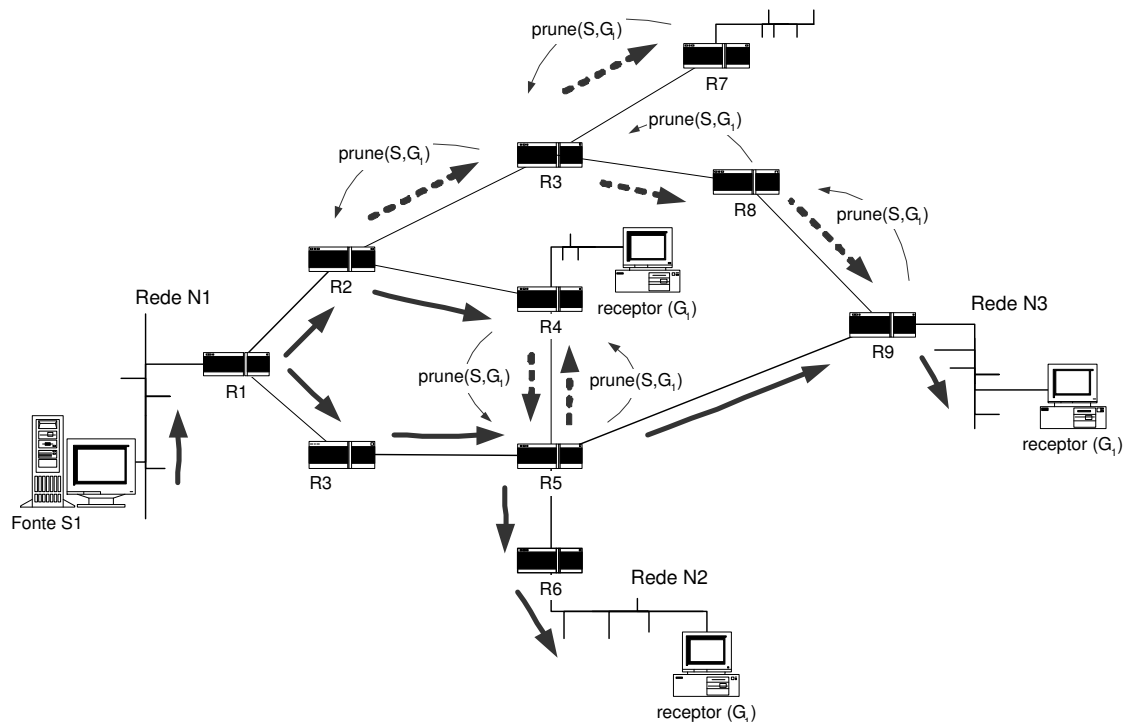 prune(S,G1)
R7
prune(S,G1)
prune(S,G1)
R3
R8
prune(S,G1)
R2
Rede N1
R4
receptor (G1)
Rede N3
R9
R1
prune(S,G1)
prune(S,G1)
receptor (G1)
R3
R5
Fonte S1
R6
Rede N2
receptor (G1)